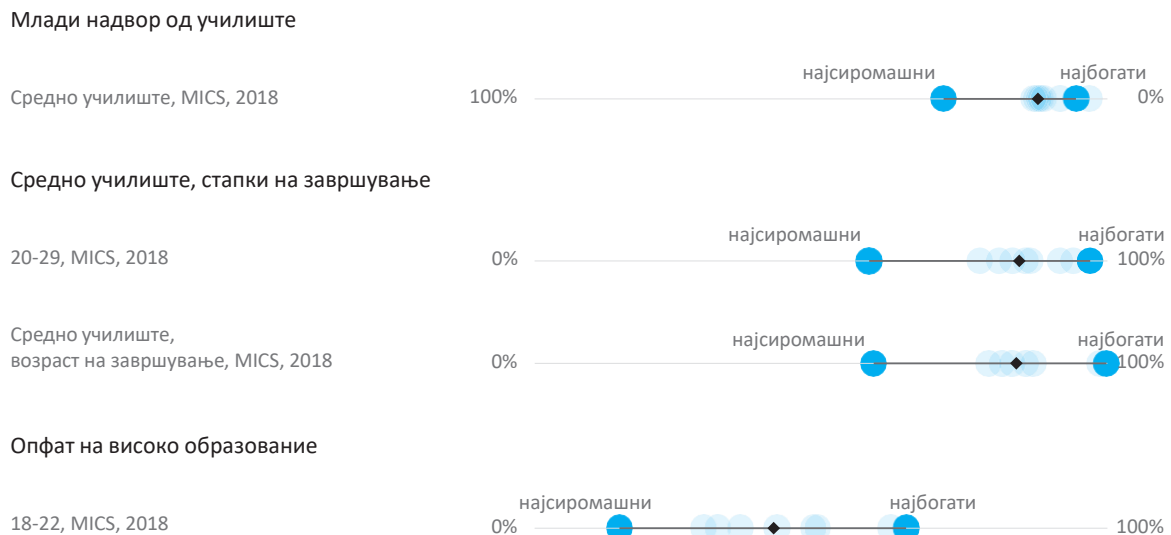 Млади надвор од училиште
најсиромашни најбогати
Средно училиште, MICS, 2018 100% 0%
Средно училиште, стапки на завршување
најсиромашни најбогати
20-29, MICS, 2018 0% 100%
Средно училиште,
најсиромашни најбогати
возраст на завршување, MICS, 2018 0% 100%
Опфат на високо образование
најсиромашни најбогати
18-22, MICS, 2018 0% 100%